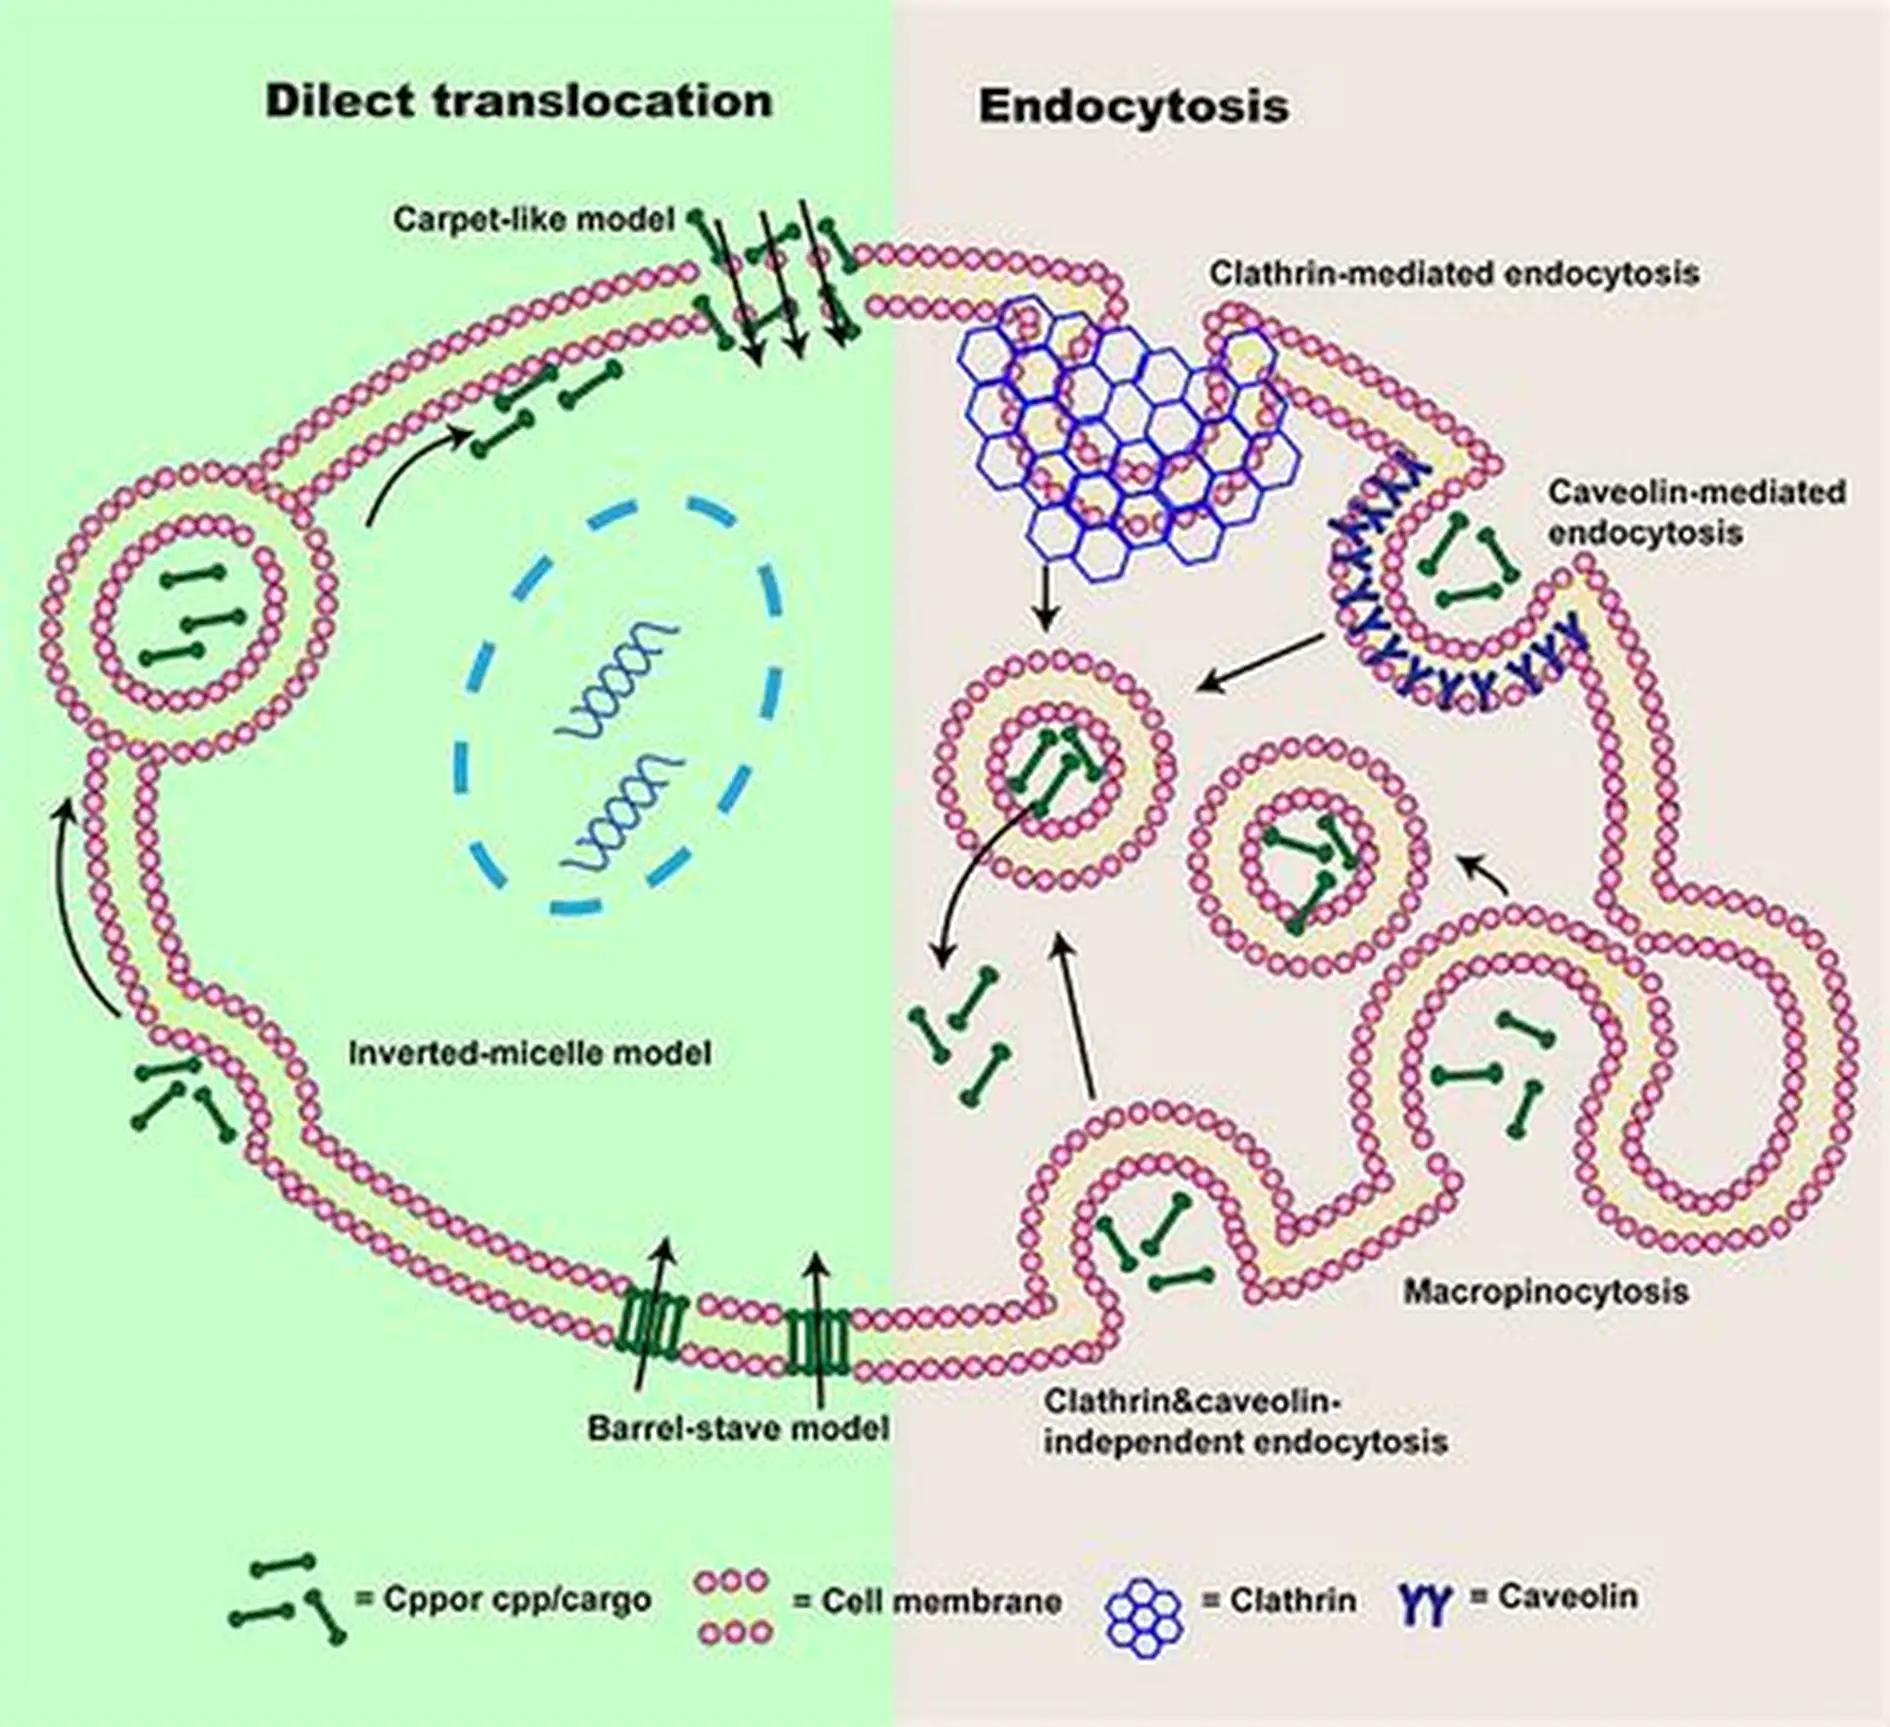 Dilect translocation
Endocytosis
Carpet-like model
Clathrin-mediated endocytosis
Caveolin-mediated
endocytosis
Inverted-micelle model
Macropinocytosis
Barrel-stave model
Clathrin&caveolin-
independent endocytosis
= Cppor cpp/cargo
= Cell membrane
= Clathrin
= Caveolin